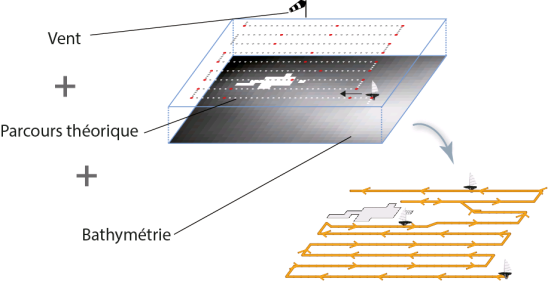 Vent
+
Parcours théorique
+
Bathymétrie